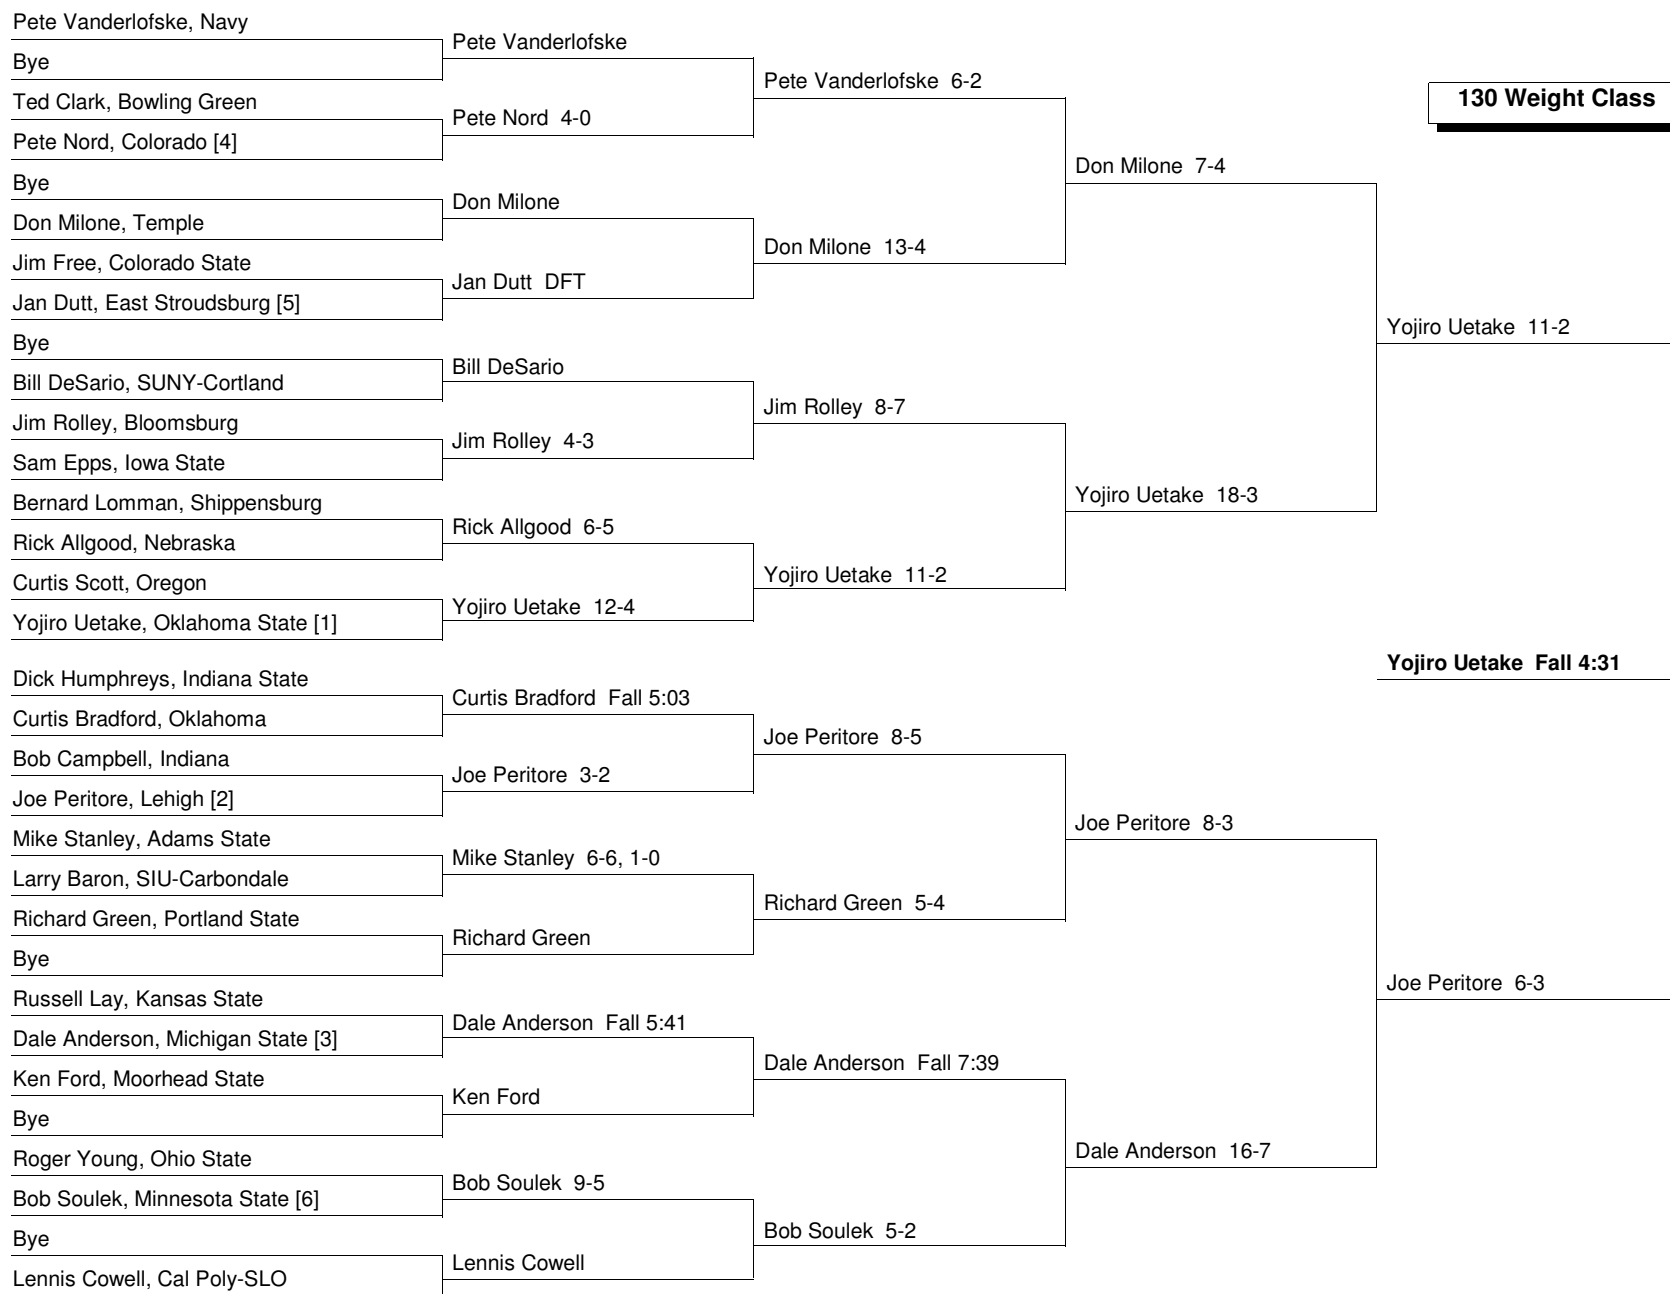 130 Weight Class
Pete Vanderlofske, Navy
Bye
Ted Clark, Bowling Green
Pete Nord, Colorado [4]
Bye
Don Milone, Temple
Jim Free, Colorado State
Jan Dutt, East Stroudsburg [5]
Bye
Bill DeSario, SUNY-Cortland
Jim Rolley, Bloomsburg
Sam Epps, Iowa State
Bernard Lomman, Shippensburg
Rick Allgood, Nebraska
Curtis Scott, Oregon
Yojiro Uetake, Oklahoma State [1]
Dick Humphreys, Indiana State
Curtis Bradford, Oklahoma
Bob Campbell, Indiana
Joe Peritore, Lehigh [2]
Mike Stanley, Adams State
Larry Baron, SIU-Carbondale
Richard Green, Portland State
Bye
Russell Lay, Kansas State
Dale Anderson, Michigan State [3]
Ken Ford, Moorhead State
Bye
Roger Young, Ohio State
Bob Soulek, Minnesota State [6]
Bye
Lennis Cowell, Cal Poly-SLO
Pete Vanderlofske
Pete Nord 4-0
Don Milone
Jan Dutt DFT
Bill DeSario
Jim Rolley 4-3
Rick Allgood 6-5
Yojiro Uetake 12-4
Curtis Bradford Fall 5:03
Joe Peritore 3-2
Mike Stanley 6-6, 1-0
Richard Green
Dale Anderson Fall 5:41
Ken Ford
Bob Soulek 9-5
Lennis Cowell
Pete Vanderlofske 6-2
Don Milone 13-4
Jim Rolley 8-7
Yojiro Uetake 11-2
Joe Peritore 8-5
Richard Green 5-4
Dale Anderson Fall 7:39
Bob Soulek 5-2
Don Milone 7-4
Yojiro Uetake 18-3
Joe Peritore 8-3
Dale Anderson 16-7
Yojiro Uetake 11-2
Joe Peritore 6-3
Yojiro Uetake Fall 4:31